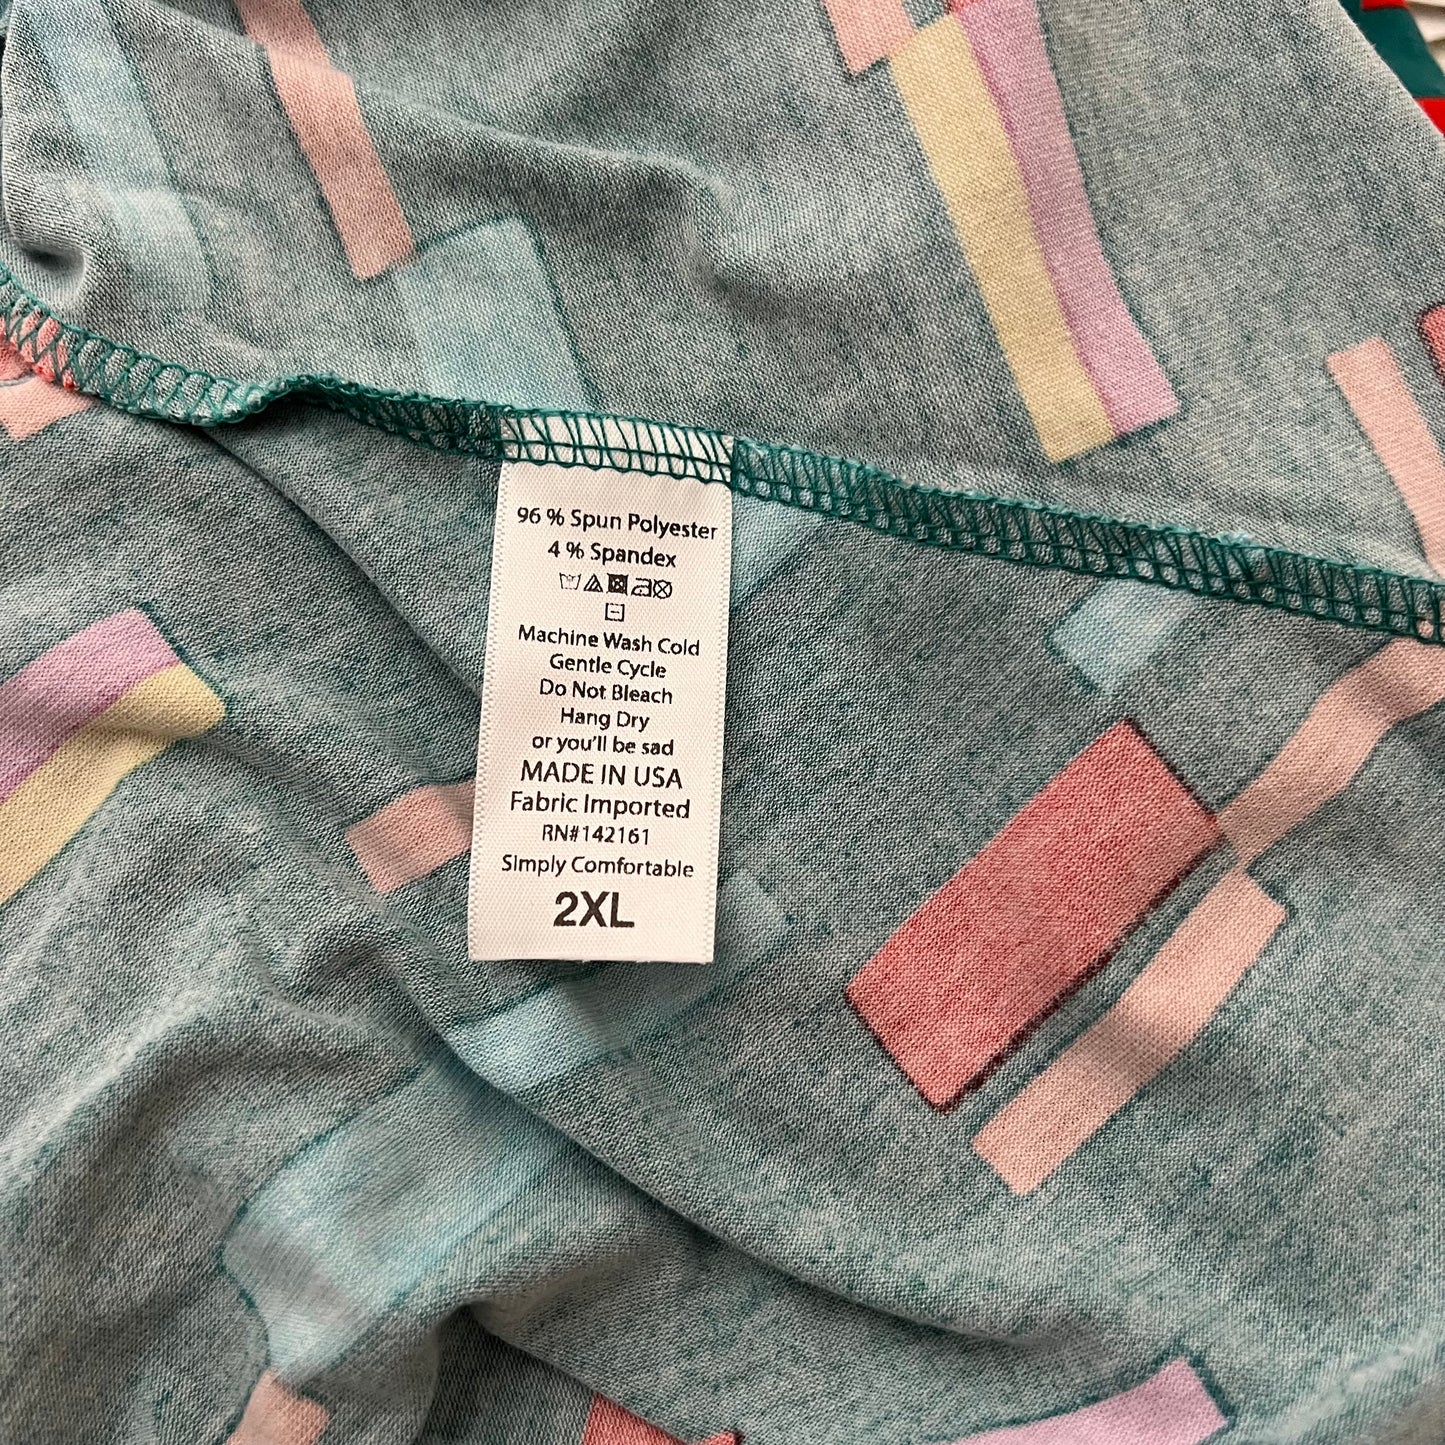 96 % Spun Polyester
4 % Spandex
Machine Wash Cold
Gentle Cycle
Do Not Bleach
Hang Dry
or you'll be sad
MADE IN USA
Fabric Imported
RN#142161
Simply Comfortable
2XL